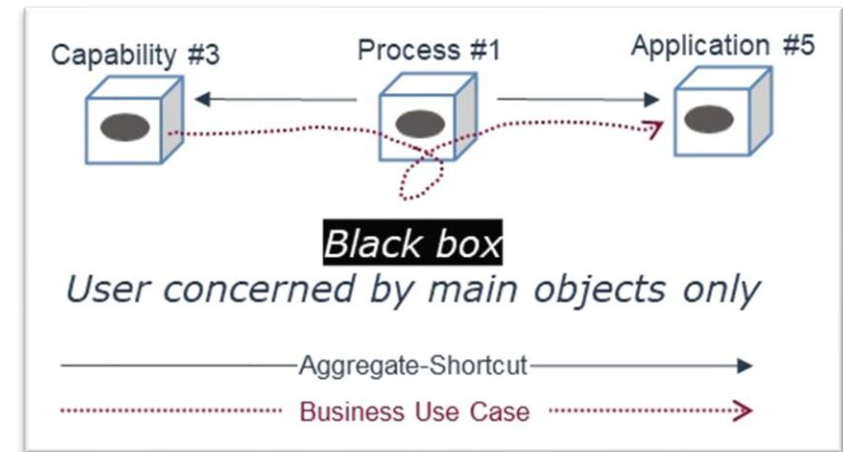 Capability #3 Process #1 Application #5
Black box
User concerned by main objects only
Aggregate-Shortcut
Business Use Case